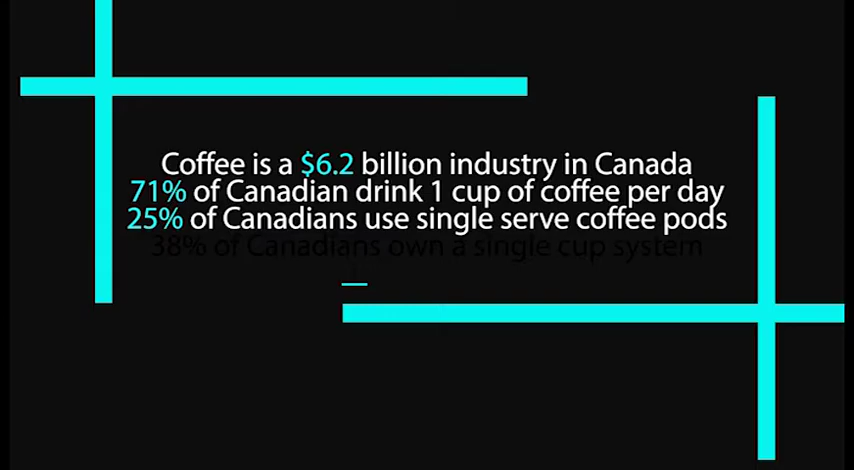 Coffee is a $6.2 billion industry in Canada
71% of Canadian drink 1 cup of coffee per day
25% of Canadians use single serve coffee pods
38% of Canadians own a single cup system